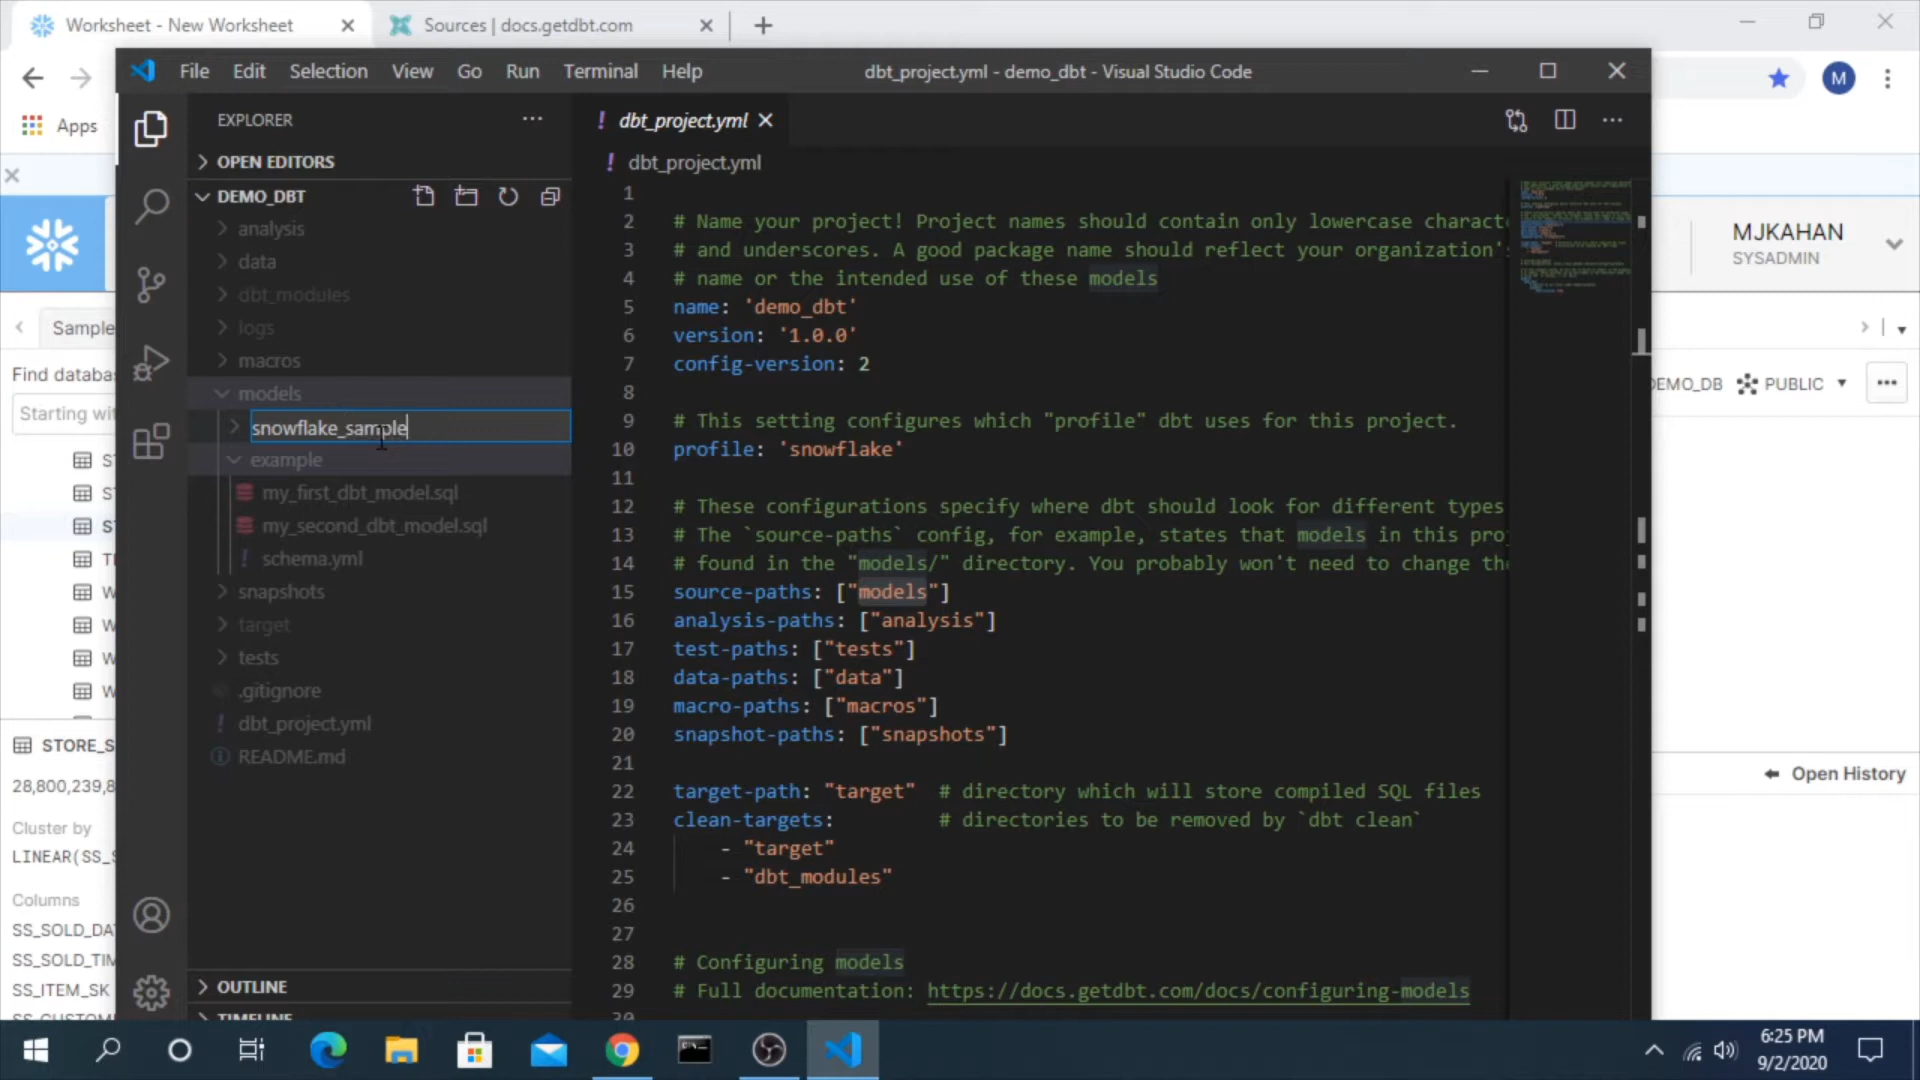 Worksheet - New Worksheet
Sources | docs.getdbt.com
File Edit Selection View Go Run Terminal Help
dbt_project.yml - demo_dbt - Visual Studio Code
M
Apps
EXPLORER
OPEN EDITORS
DEMO_DBT
analysis
data
dbt_modules
logs
macros
models
snowflake_sample
example
my_first_dbt_model.sql
my_second_dbt_model.sql
schema.yml
snapshots
target
tests
.gitignore
dbt_project.yml
README.md
OUTLINE
TIMELINE
! dbt_project.yml
! dbt_project.yml
1
2 # Name your project! Project names should contain only lowercase characte
3 # and underscores. A good package name should reflect your organization's
4 # name or the intended use of these models
5 name: 'demo_dbt'
6 version: '1.0.0'
7 config-version: 2
8
9 # This setting configures which "profile" dbt uses for this project.
10 profile: 'snowflake'
11
12 # These configurations specify where dbt should look for different types
13 # The `source-paths` config, for example, states that models in this proj
14 # found in the "models/" directory. You probably won't need to change the
15 source-paths: ["models"]
16 analysis-paths: ["analysis"]
17 test-paths: ["tests"]
18 data-paths: ["data"]
19 macro-paths: ["macros"]
20 snapshot-paths: ["snapshots"]
21
22 target-path: "target" # directory which will store compiled SQL files
23 clean-targets: # directories to be removed by `dbt clean`
24 - "target"
25 - "dbt_modules"
26
27
28 # Configuring models
29 # Full documentation: https://docs.getdbt.com/docs/configuring-models
30
MJKAHAN
SYSADMIN
Sample
Find databa
Starting wit
S
S
S
T
W
W
W
W
STORE_S
28,800,239,8
Cluster by
LINEAR(SS_S
Columns
SS_SOLD_DA
SS_SOLD_TIM
SS_ITEM_SK
SS_CUSTOM
DEMO_DB PUBLIC
Open History
6:25 PM
9/2/2020